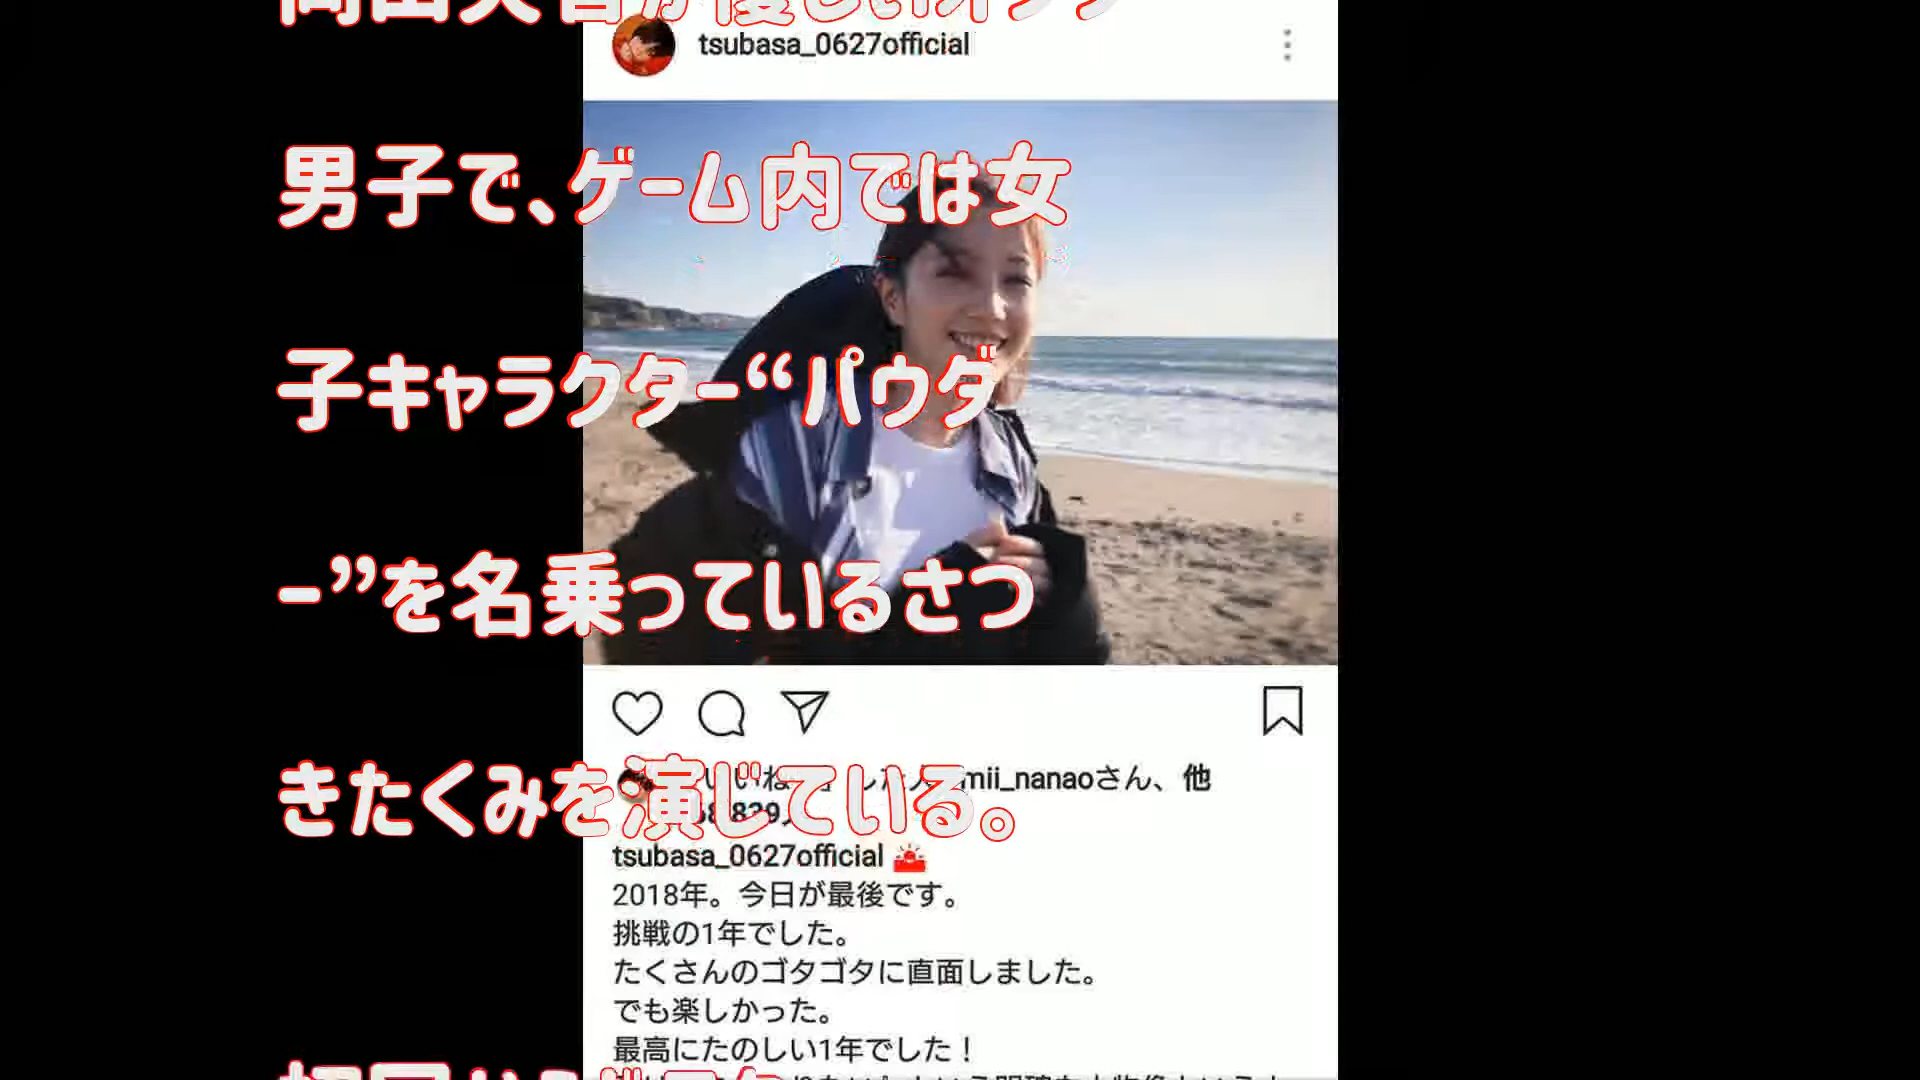 tsubasa_0627official
男子で、ゲーム内では女
子キャラクター“パウダ
ー”を名乗っているさつ
きたくみを演じている。
mii_nanaoさん、他
tsubasa_0627official
2018年。今日が最後です。
挑戦の1年でした。
たくさんのゴタゴタに直面しました。
でも楽しかった。
最高にたのしい1年でした！